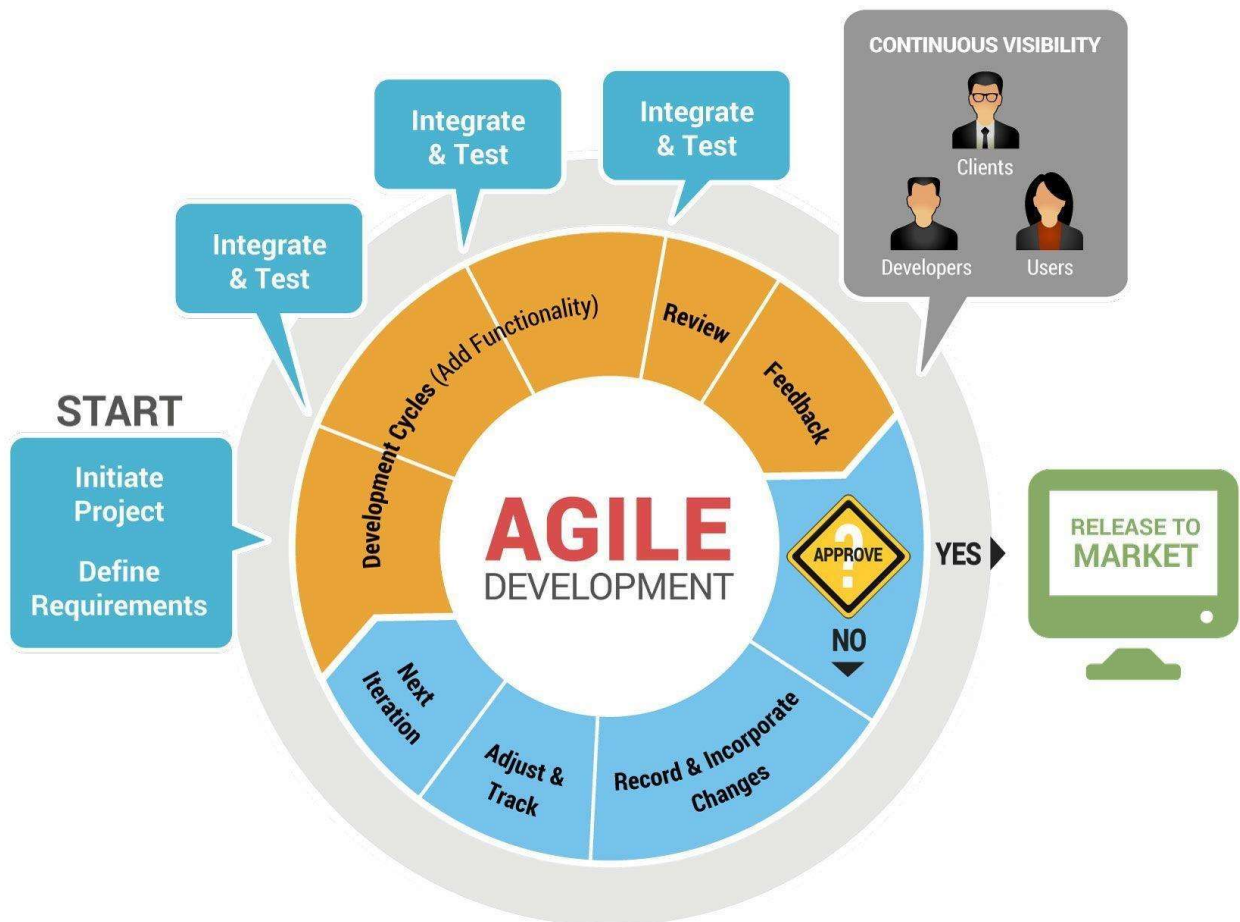 START
Initiate
Project
Define
Requirements
Integrate
& Test
Integrate
& Test
Integrate
& Test
CONTINUOUS VISIBILITY
Clients
Developers
Users
Development Cycles (Add Functionality)
Review
Feedback
?
APPROVE
YES
NO
RELEASE TO
MARKET
Record & Incorporate
Changes
Adjust &
Track
Next
Iteration
AGILE
DEVELOPMENT